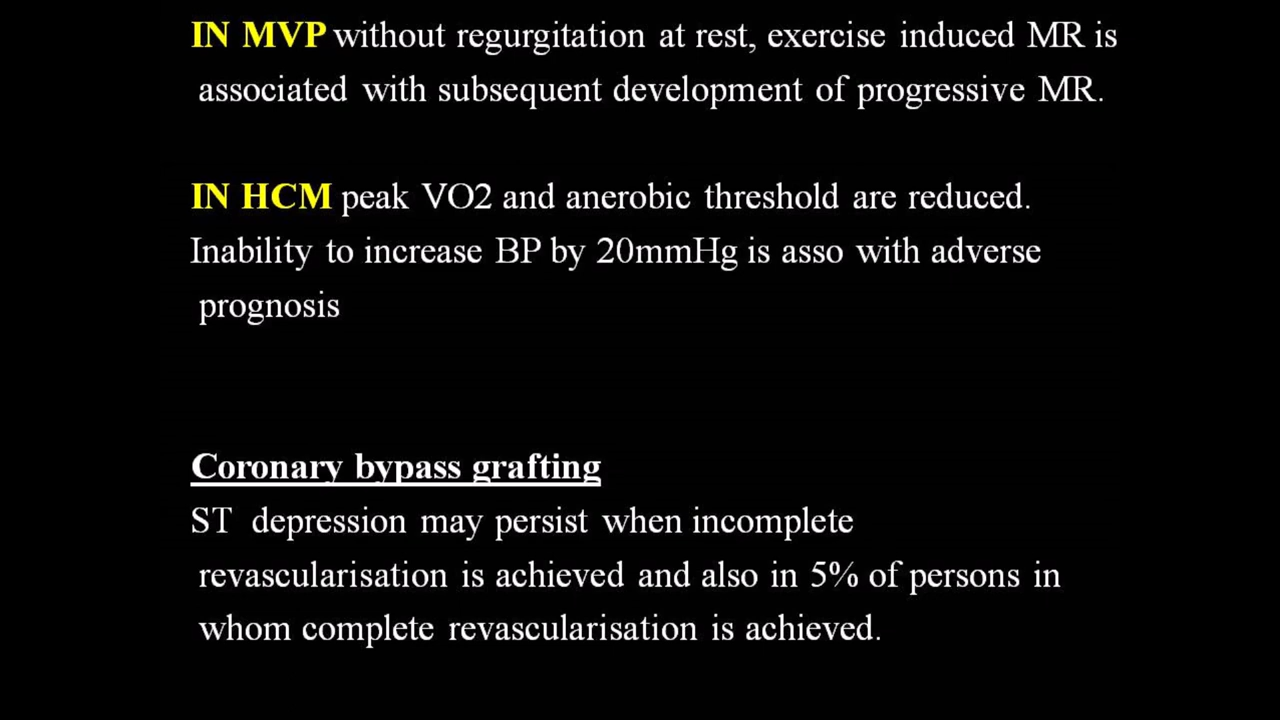 IN MVP without regurgitation at rest, exercise induced MR is
associated with subsequent development of progressive MR.
IN HCM peak VO2 and anerobic threshold are reduced.
Inability to increase BP by 20mmHg is asso with adverse
prognosis
Coronary bypass grafting
ST depression may persist when incomplete
revascularisation is achieved and also in 5% of persons in
whom complete revascularisation is achieved.